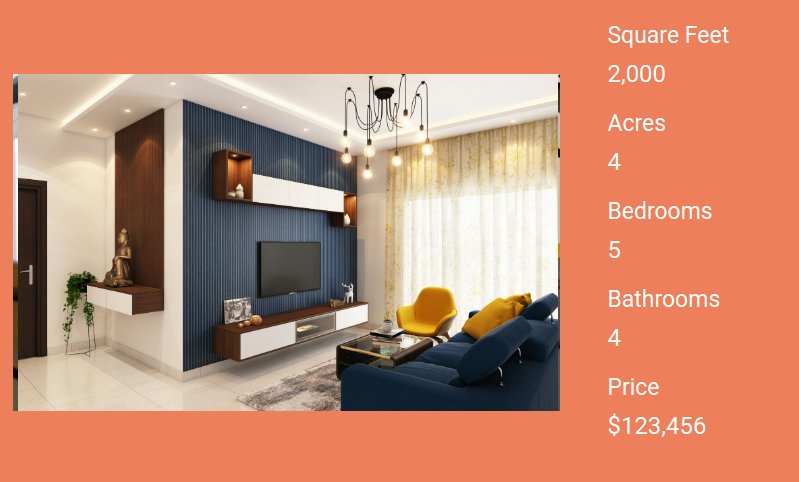 Square Feet
2,000
Acres
4
Bedrooms
5
Bathrooms
4
Price
$123,456